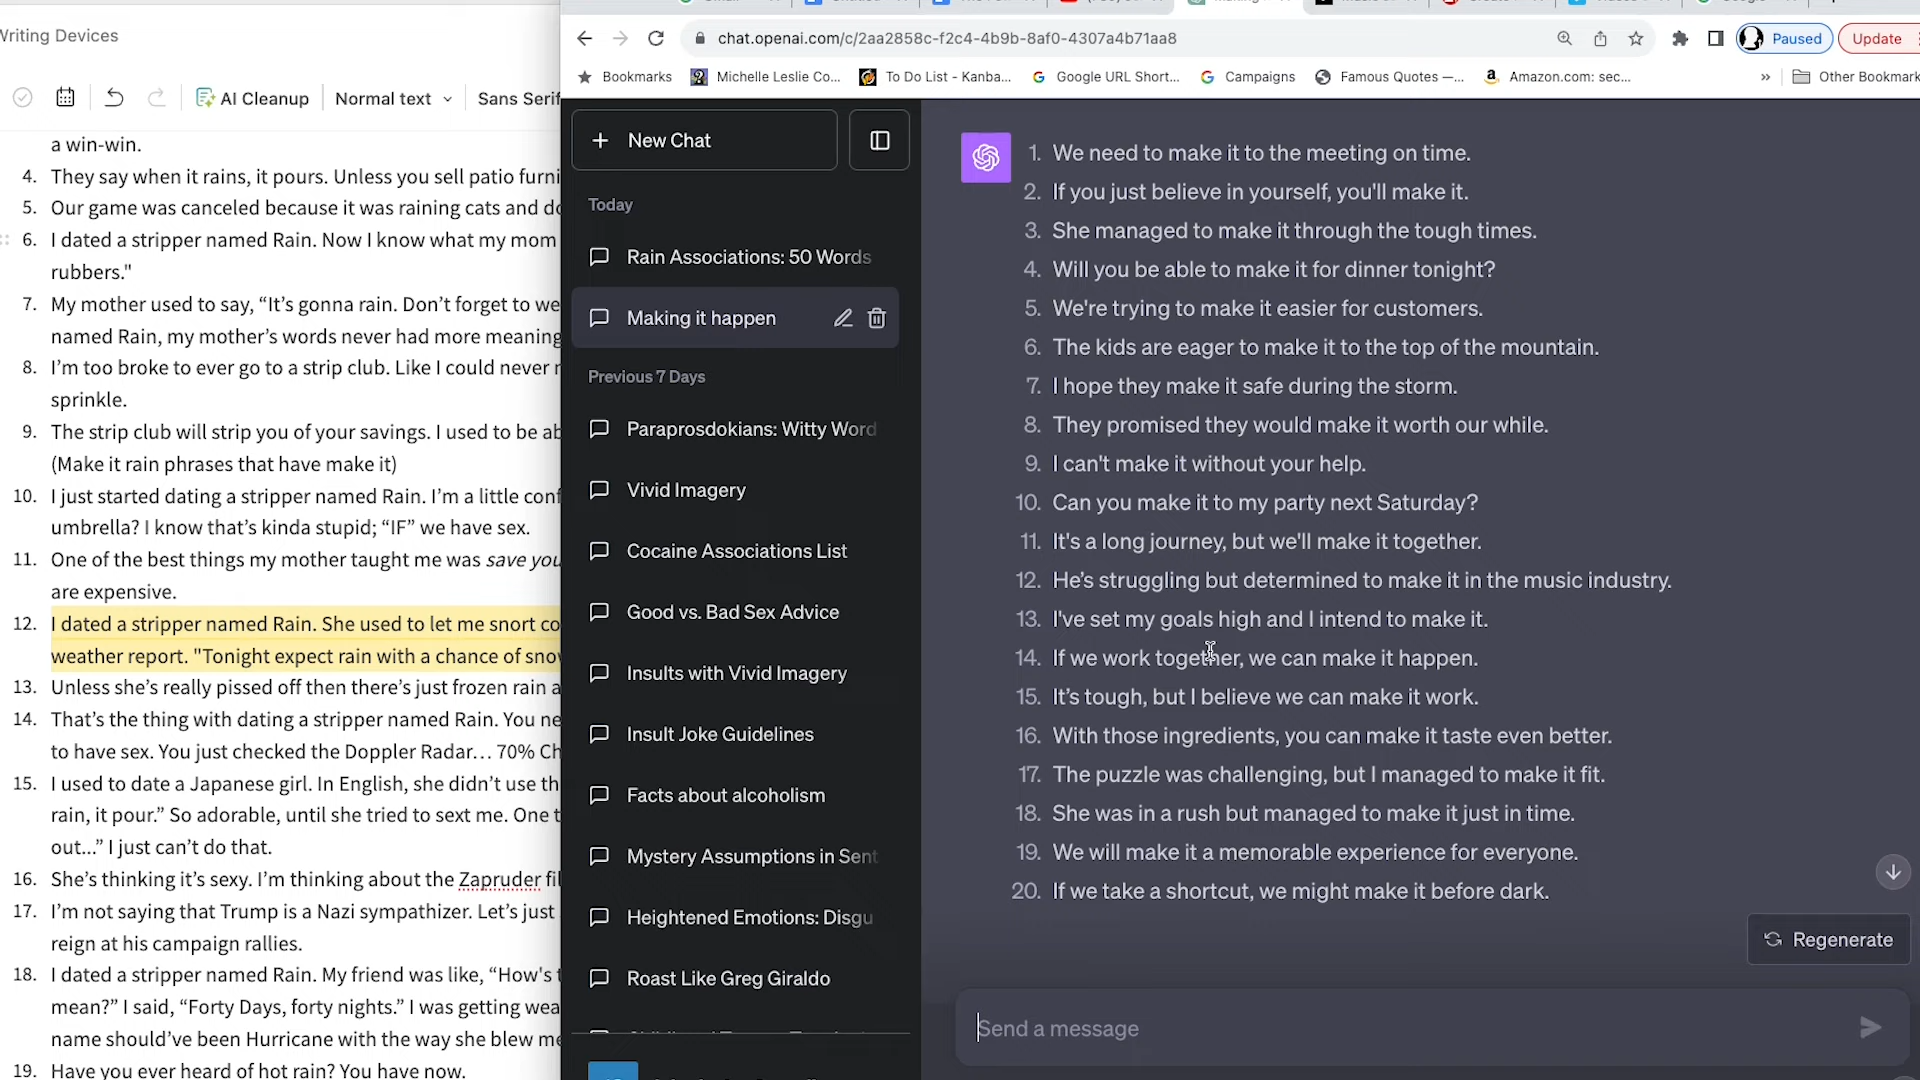 Writing Devices
AI Cleanup
Normal text
Sans Serif
a win-win.
4. They say when it rains, it pours. Unless you sell patio furni
5. Our game was canceled because it was raining cats and do
6. I dated a stripper named Rain. Now I know what my mom
rubbers."
7. My mother used to say, “It’s gonna rain. Don’t forget to we
named Rain, my mother’s words never had more meaning
8. I’m too broke to ever go to a strip club. Like I could never
sprinkle.
9. The strip club will strip you of your savings. I used to be ab
(Make it rain phrases that have make it)
10. I just started dating a stripper named Rain. I’m a little conf
umbrella? I know that’s kinda stupid; “IF” we have sex.
11. One of the best things my mother taught me was save you
are expensive.
12. I dated a stripper named Rain. She used to let me snort co
weather report. "Tonight expect rain with a chance of snow
13. Unless she’s really pissed off then there’s just frozen rain a
14. That’s the thing with dating a stripper named Rain. You ne
to have sex. You just checked the Doppler Radar… 70% Ch
15. I used to date a Japanese girl. In English, she didn’t use th
rain, it pour.” So adorable, until she tried to sext me. One t
out...” I just can’t do that.
16. She’s thinking it’s sexy. I’m thinking about the Zapruder fil
17. I’m not saying that Trump is a Nazi sympathizer. Let’s just
reign at his campaign rallies.
18. I dated a stripper named Rain. My friend was like, “How's t
mean?” I said, “Forty Days, forty nights.” I was getting wea
name should’ve been Hurricane with the way she blew me
19. Have you ever heard of hot rain? You have now.
chat.openai.com/c/2aa2858c-f2c4-4b9b-8af0-4307a4b71aa8
Paused
Update
Bookmarks
Michelle Leslie Co...
To Do List - Kanba...
Google URL Short...
Campaigns
Famous Quotes —...
Amazon.com: sec...
»
Other Bookmark
+ New Chat
Today
Rain Associations: 50 Words
Making it happen
Previous 7 Days
Paraprosdokians: Witty Word
Vivid Imagery
Cocaine Associations List
Good vs. Bad Sex Advice
Insults with Vivid Imagery
Insult Joke Guidelines
Facts about alcoholism
Mystery Assumptions in Sent
Heightened Emotions: Disgu
Roast Like Greg Giraldo
1. We need to make it to the meeting on time.
2. If you just believe in yourself, you'll make it.
3. She managed to make it through the tough times.
4. Will you be able to make it for dinner tonight?
5. We're trying to make it easier for customers.
6. The kids are eager to make it to the top of the mountain.
7. I hope they make it safe during the storm.
8. They promised they would make it worth our while.
9. I can't make it without your help.
10. Can you make it to my party next Saturday?
11. It's a long journey, but we'll make it together.
12. He’s struggling but determined to make it in the music industry.
13. I've set my goals high and I intend to make it.
14. If we work together, we can make it happen.
15. It’s tough, but I believe we can make it work.
16. With those ingredients, you can make it taste even better.
17. The puzzle was challenging, but I managed to make it fit.
18. She was in a rush but managed to make it just in time.
19. We will make it a memorable experience for everyone.
20. If we take a shortcut, we might make it before dark.
Regenerate
Send a message